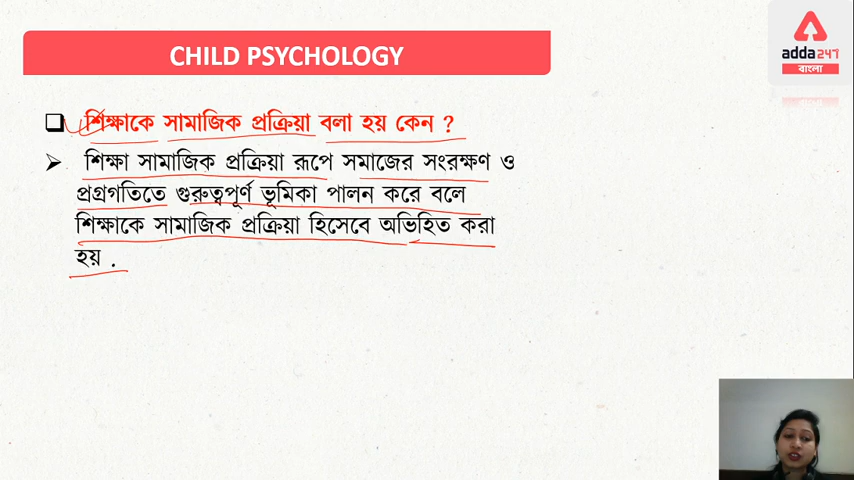 CHILD PSYCHOLOGY
adda247
বাংলা
শিক্ষাকে সামাজিক প্রক্রিয়া বলা হয় কেন ?
শিক্ষা সামাজিক প্রক্রিয়া রূপে সমাজের সংরক্ষণ ও
প্রগ্রগতিতে গুরুত্বপূর্ণ ভূমিকা পালন করে বলে
শিক্ষাকে সামাজিক প্রক্রিয়া হিসেবে অভিহিত করা
হয় .